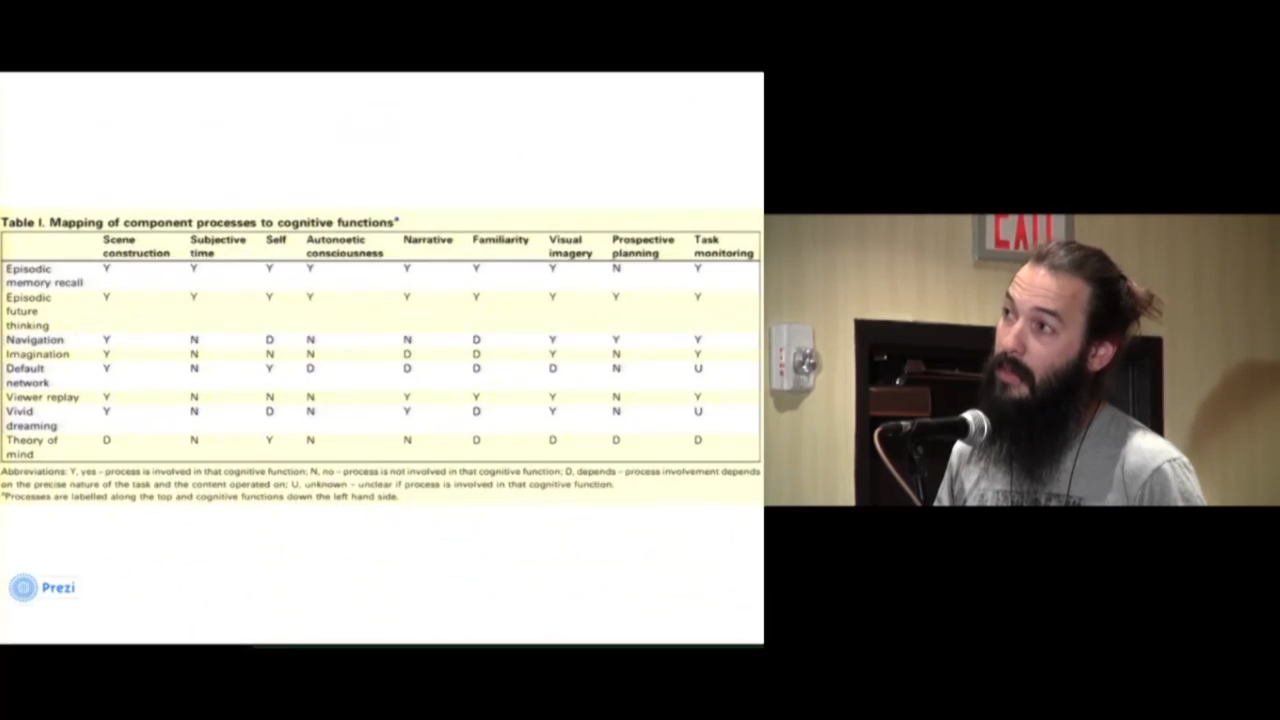 Table I. Mapping of component processes to cognitive functionsᵃ
Scene construction Subjective time Self Autonoetic consciousness Narrative Familiarity Visual imagery Prospective planning Task monitoring
Episodic memory recall Y Y Y Y Y Y Y N Y
Episodic future thinking Y Y Y Y Y Y Y Y Y
Navigation Y N D N N D Y Y Y
Imagination Y N N N D D Y N Y
Default network Y N Y D D D D N U
Viewer replay Y N N N Y Y Y N Y
Vivid dreaming Y N D N Y D Y N U
Theory of mind D N Y N N D D D D
Abbreviations: Y, yes – process is involved in that cognitive function; N, no – process is not involved in that cognitive function; D, depends – process involvement depends
on the precise nature of the task and the content operated on; U, unknown – unclear if process is involved in that cognitive function.
ᵃProcesses are labelled along the top and cognitive functions down the left hand side.
Prezi
EXIT